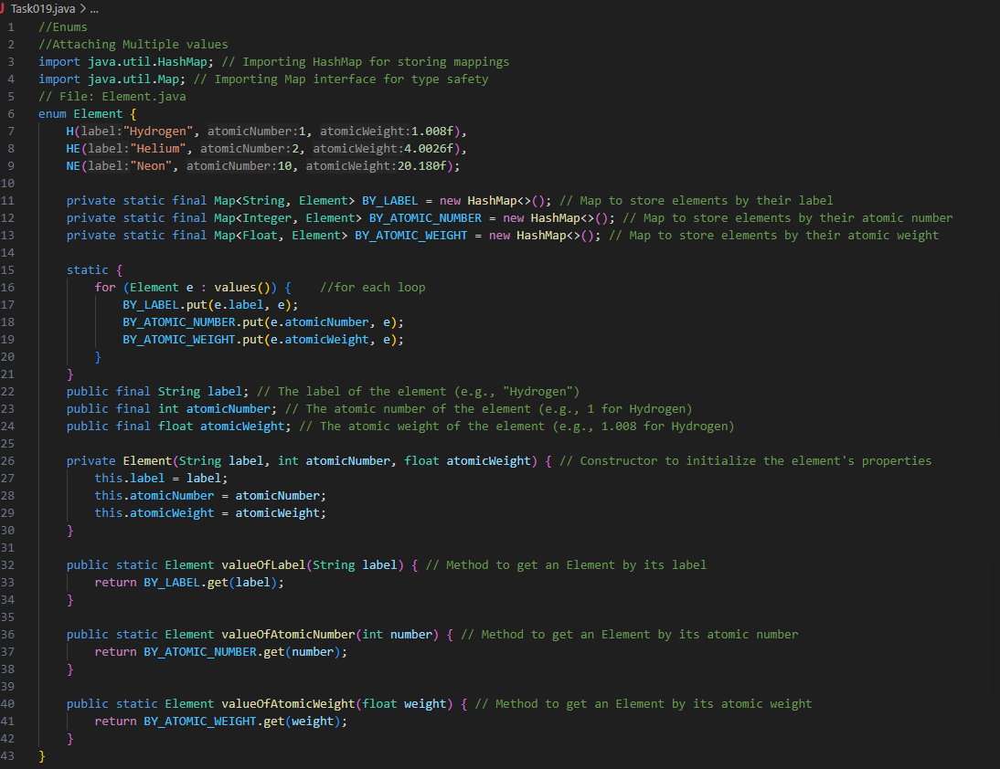 Task019.java > ...
1 //Enums
2 //Attaching Multiple values
3 import java.util.HashMap; // Importing HashMap for storing mappings
4 import java.util.Map; // Importing Map interface for type safety
5 // File: Element.java
6 enum Element {
7     H(label:"Hydrogen", atomicNumber:1, atomicWeight:1.008f),
8     HE(label:"Helium", atomicNumber:2, atomicWeight:4.0026f),
9     NE(label:"Neon", atomicNumber:10, atomicWeight:20.180f);
10
11     private static final Map<String, Element> BY_LABEL = new HashMap<>(); // Map to store elements by their label
12     private static final Map<Integer, Element> BY_ATOMIC_NUMBER = new HashMap<>(); // Map to store elements by their atomic number
13     private static final Map<Float, Element> BY_ATOMIC_WEIGHT = new HashMap<>(); // Map to store elements by their atomic weight
14
15     static {
16         for (Element e : values()) {    //for each loop
17             BY_LABEL.put(e.label, e);
18             BY_ATOMIC_NUMBER.put(e.atomicNumber, e);
19             BY_ATOMIC_WEIGHT.put(e.atomicWeight, e);
20         }
21     }
22     public final String label; // The label of the element (e.g., "Hydrogen")
23     public final int atomicNumber; // The atomic number of the element (e.g., 1 for Hydrogen)
24     public final float atomicWeight; // The atomic weight of the element (e.g., 1.008 for Hydrogen)
25
26     private Element(String label, int atomicNumber, float atomicWeight) { // Constructor to initialize the element's properties
27         this.label = label;
28         this.atomicNumber = atomicNumber;
29         this.atomicWeight = atomicWeight;
30     }
31
32     public static Element valueOfLabel(String label) { // Method to get an Element by its label
33         return BY_LABEL.get(label);
34     }
35
36     public static Element valueOfAtomicNumber(int number) { // Method to get an Element by its atomic number
37         return BY_ATOMIC_NUMBER.get(number);
38     }
39
40     public static Element valueOfAtomicWeight(float weight) { // Method to get an Element by its atomic weight
41         return BY_ATOMIC_WEIGHT.get(weight);
42     }
43 }